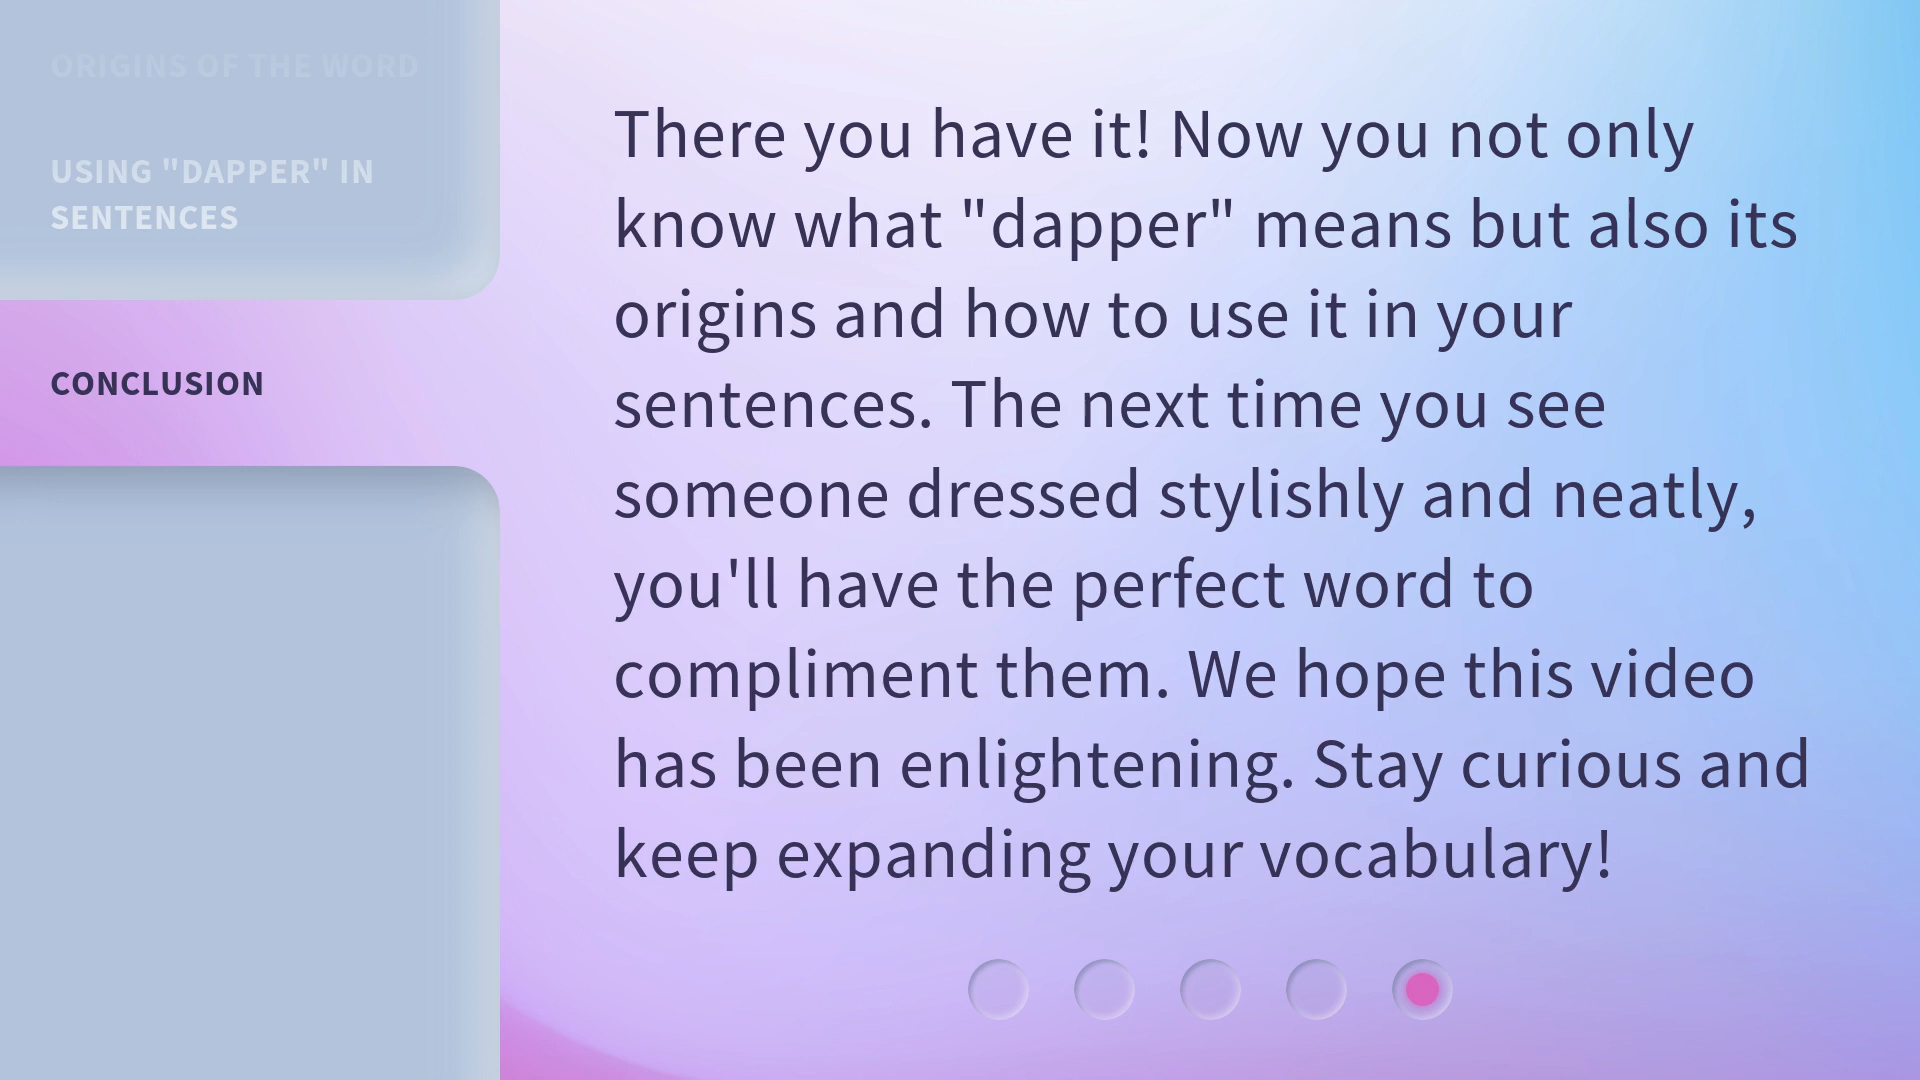 ORIGINS OF THE WORD
USING "DAPPER" IN
SENTENCES
CONCLUSION
There you have it! Now you not only
know what "dapper" means but also its
origins and how to use it in your
sentences. The next time you see
someone dressed stylishly and neatly,
you'll have the perfect word to
compliment them. We hope this video
has been enlightening. Stay curious and
keep expanding your vocabulary!